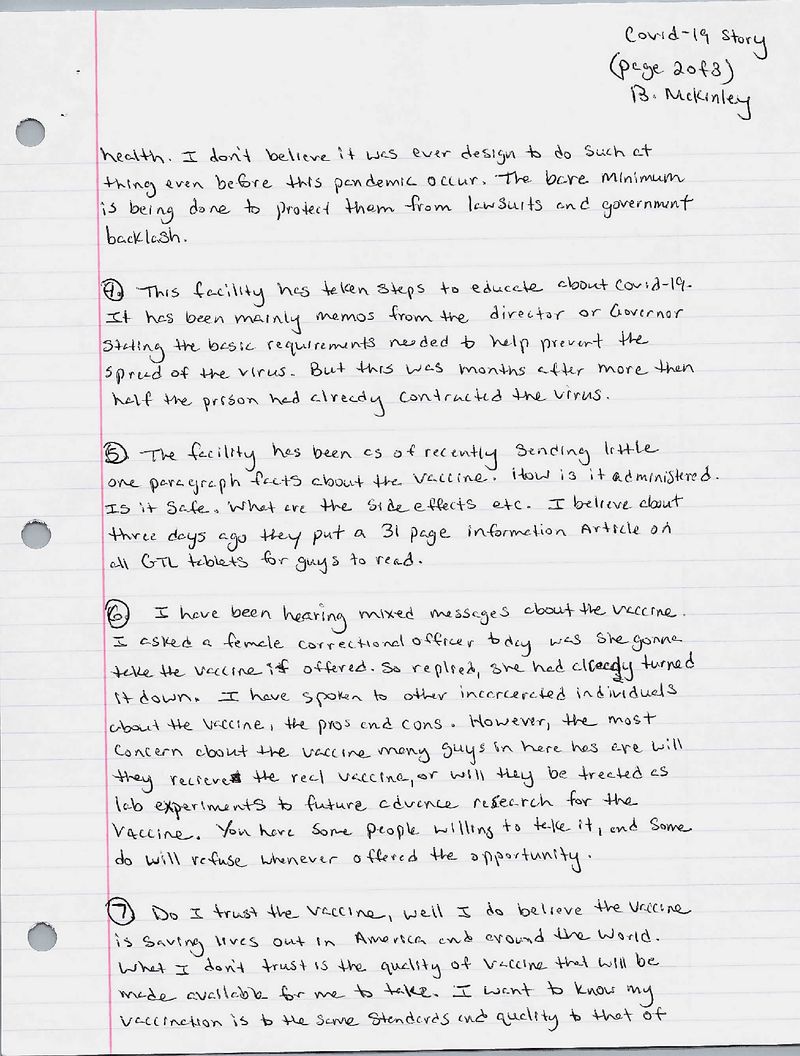 Covid-19 Story
(page 2 of 3)
B. McKinley
health. I don't believe it was ever design to do such at
thing even before this pandemic occur. The bare minimum
is being done to protect them from lawsuits and government
backlash.
4. This facility has taken steps to educate about Covid-19.
It has been mainly memos from the director or Governor
stating the basic requirements needed to help prevent the
spread of the virus. But this was months after more then
half the prison had already contracted the virus.
5. The facility has been as of recently sending little
one paragraph facts about the vaccine. How is it administered.
Is it safe. What are the side effects etc. I believe about
three days ago they put a 31 page information Article on
all GTL tablets for guys to read.
6. I have been hearing mixed messages about the vaccine.
I asked a female correctional officer today was she gonna
take the vaccine if offered. So replied, she had already turned
it down. I have spoken to other incarcerated individuals
about the vaccine, the pros and cons. However, the most
concern about the vaccine many guys in here has are will
they recieve the real vaccine, or will they be treated as
lab experiments to future advance research for the
vaccine. You have some people willing to take it, and some
do will refuse whenever offered the opportunity.
7 Do I trust the vaccine, well I do believe the vaccine
is saving lives out in America and around the world.
What I don't trust is the quality of vaccine that will be
made available for me to take. I want to know my
vaccination is to the same standards and quality to that of